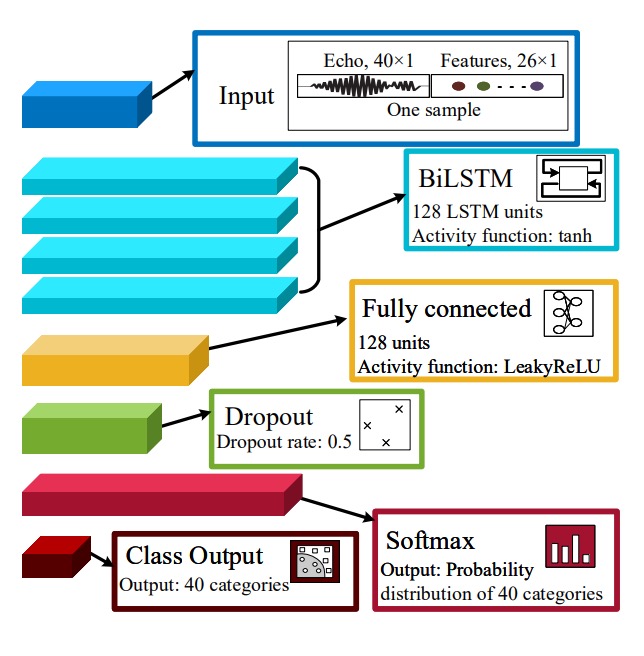 Echo, 40×1 Features, 26×1
Input
One sample
BiLSTM
128 LSTM units
Activity function: tanh
Fully connected
128 units
Activity function: LeakyReLU
Dropout
Dropout rate: 0.5
Class Output
Output: 40 categories
Softmax
Output: Probability
distribution of 40 categories